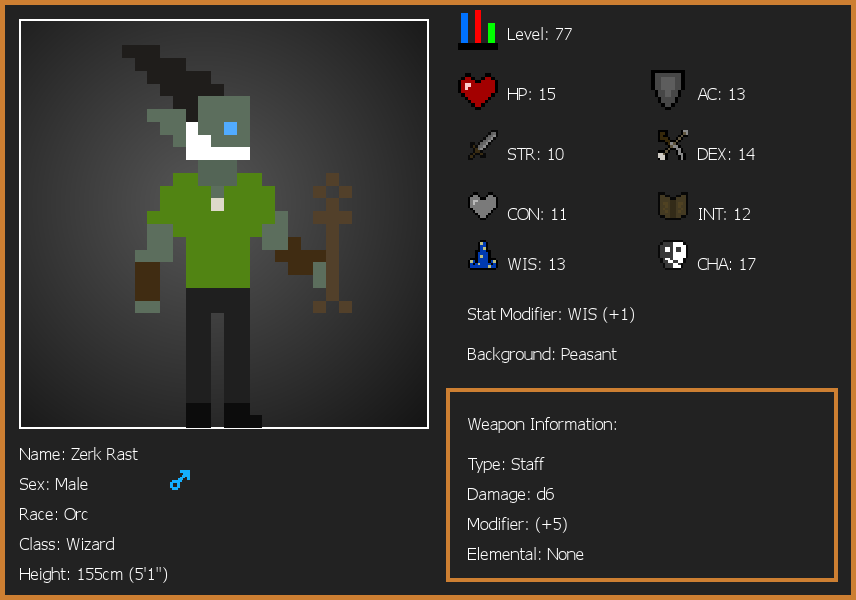 Level: 77
HP: 15
AC: 13
STR: 10
DEX: 14
CON: 11
INT: 12
WIS: 13
CHA: 17
Stat Modifier: WIS (+1)
Background: Peasant
Weapon Information:
Type: Staff
Damage: d6
Modifier: (+5)
Elemental: None
Name: Zerk Rast
Sex: Male
Race: Orc
Class: Wizard
Height: 155cm (5'1")